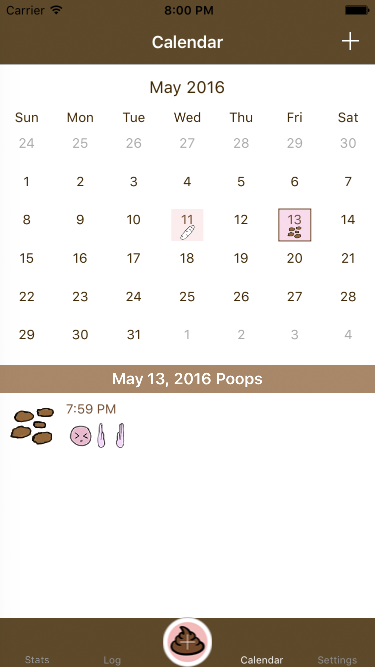 Carrier 8:00 PM
Calendar
May 2016
Sun Mon Tue Wed Thu Fri Sat
24 25 26 27 28 29 30
1 2 3 4 5 6 7
8 9 10 11 12 13 14
15 16 17 18 19 20 21
22 23 24 25 26 27 28
29 30 31 1 2 3 4
May 13, 2016 Poops
7:59 PM
Stats Log Calendar Settings